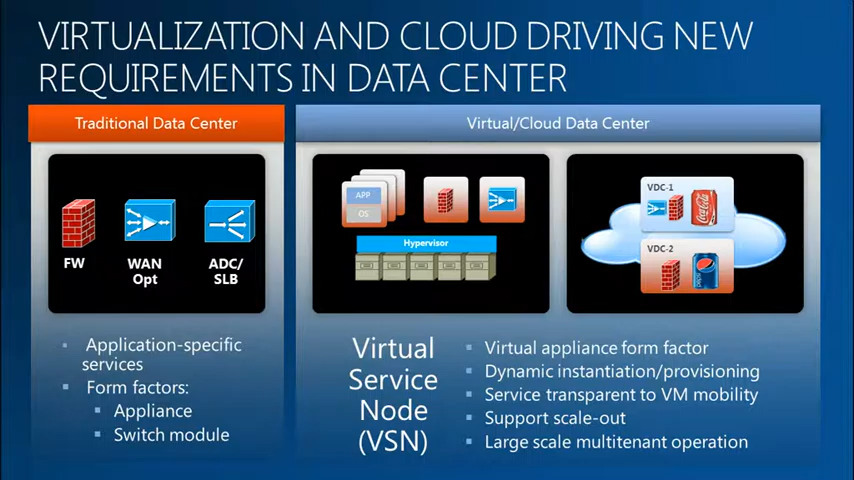 VIRTUALIZATION AND CLOUD DRIVING NEW
REQUIREMENTS IN DATA CENTER
Traditional Data Center
Virtual/Cloud Data Center
FW
WAN
Opt
ADC/
SLB
APP
OS
Hypervisor
VDC-1
Coca-Cola
VDC-2
pepsi
Application-specific
services
Form factors:
Appliance
Switch module
Virtual
Service
Node
(VSN)
Virtual appliance form factor
Dynamic instantiation/provisioning
Service transparent to VM mobility
Support scale-out
Large scale multitenant operation